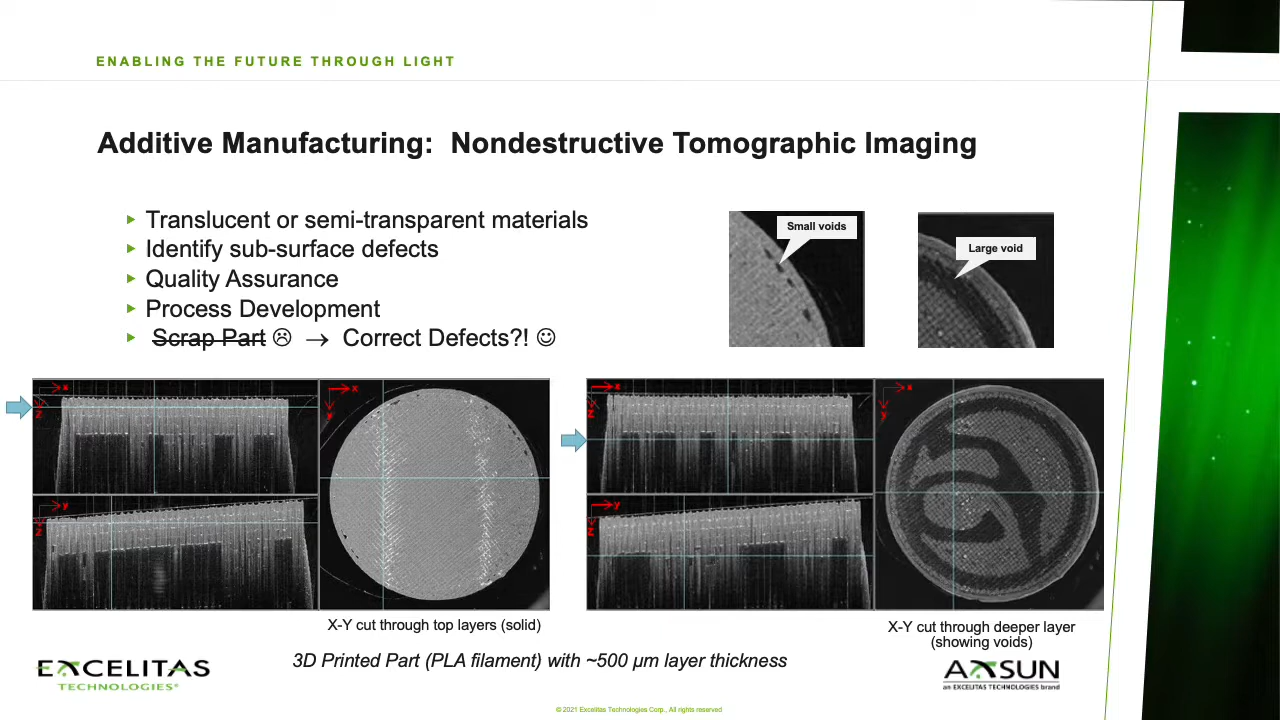 ENABLING THE FUTURE THROUGH LIGHT
Additive Manufacturing: Nondestructive Tomographic Imaging
Translucent or semi-transparent materials
Identify sub-surface defects
Quality Assurance
Process Development
Scrap Part ☹ → Correct Defects?! ☺
Small voids
Large void
x
z
x
y
y
z
x
z
x
y
y
z
X-Y cut through top layers (solid)
X-Y cut through deeper layer
(showing voids)
3D Printed Part (PLA filament) with ~500 µm layer thickness
EXCELITAS
TECHNOLOGIES®
AXSUN
an EXCELITAS TECHNOLOGIES brand
© 2021 Excelitas Technologies Corp., All rights reserved